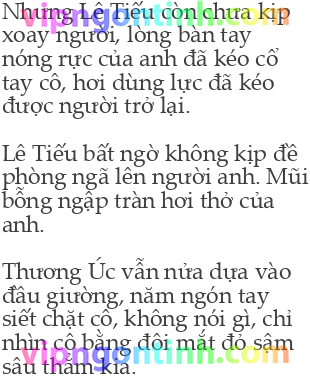 Nhưng Lê Tiếu còn chưa kịp
xoay người, lòng bàn tay
nóng rực của anh đã kéo cổ
tay cô, hơi dùng lực đã kéo
được người trở lại.
Lê Tiếu bất ngờ không kịp đề
phòng ngã lên người anh. Mũi
bỗng ngập tràn hơi thở của
anh.
Thương Úc vẫn nửa dựa vào
đầu giường, năm ngón tay
siết chặt cô, không nói gì, chỉ
nhìn cô bằng đôi mắt đỏ sậm
sâu thẳm kia.
vipngontinh.com
vipngontinh.com